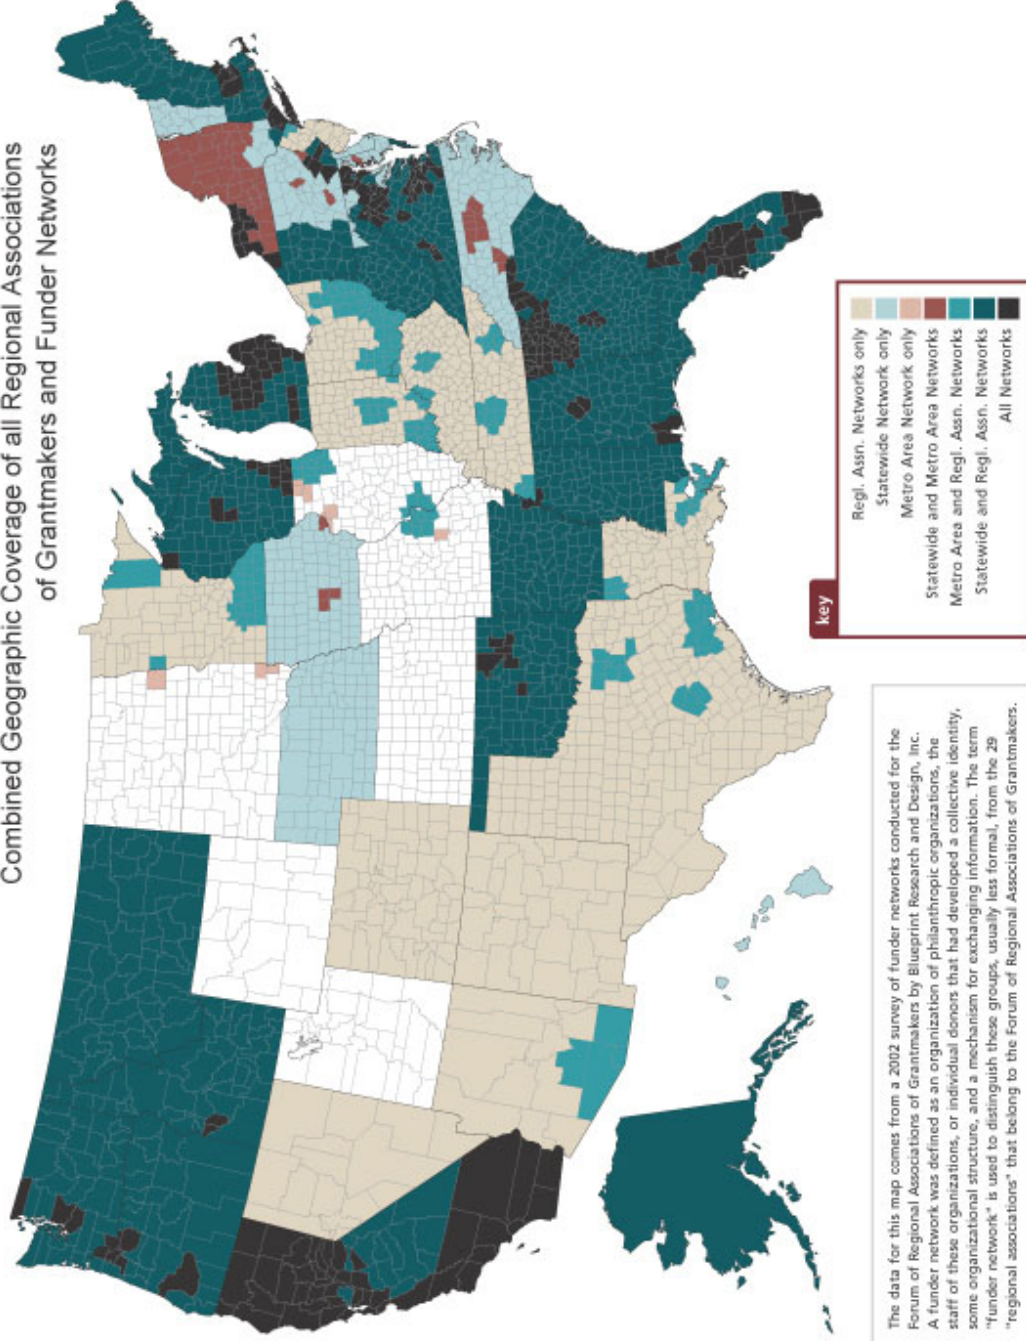 Combined Geographic Coverage of all Regional Associations
of Grantmakers and Funder Networks
key
Regl. Assn. Networks only
Statewide Network only
Metro Area Network only
Statewide and Metro Area Networks
Metro Area and Regl. Assn. Networks
Statewide and Regl. Assn. Networks
All Networks
The data for this map comes from a 2002 survey of funder networks conducted for the
Forum of Regional Associations of Grantmakers by Blueprint Research and Design, Inc.
A funder network was defined as an organization of philanthropic organizations, the
staff of these organizations, or individual donors that had developed a collective identity,
some organizational structure, and a mechanism for exchanging information. The term
"funder network" is used to distinguish these groups, usually less formal, from the 29
"regional associations" that belong to the Forum of Regional Associations of Grantmakers.